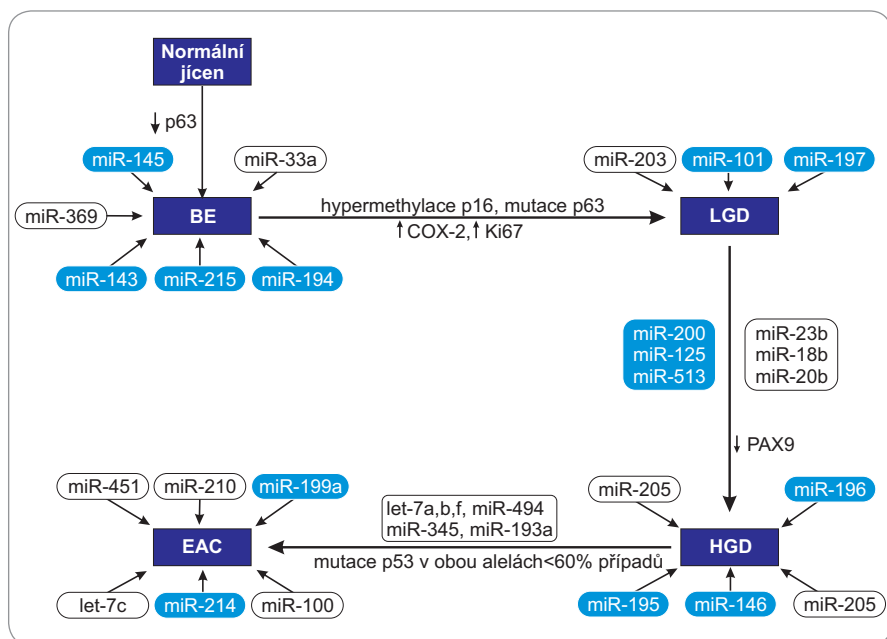 Normální
jícen
p63
miR-145
miR-33a
miR-369
BE
miR-143
miR-215
miR-194
hypermethylace p16, mutace p63
COX-2, Ki67
miR-203
miR-101
miR-197
LGD
miR-200
miR-125
miR-513
miR-23b
miR-18b
miR-20b
PAX9
miR-205
miR-196
HGD
miR-195
miR-146
miR-205
let-7a,b,f, miR-494
miR-345, miR-193a
mutace p53 v obou alelách<60% případů
miR-451
miR-210
miR-199a
EAC
let-7c
miR-214
miR-100